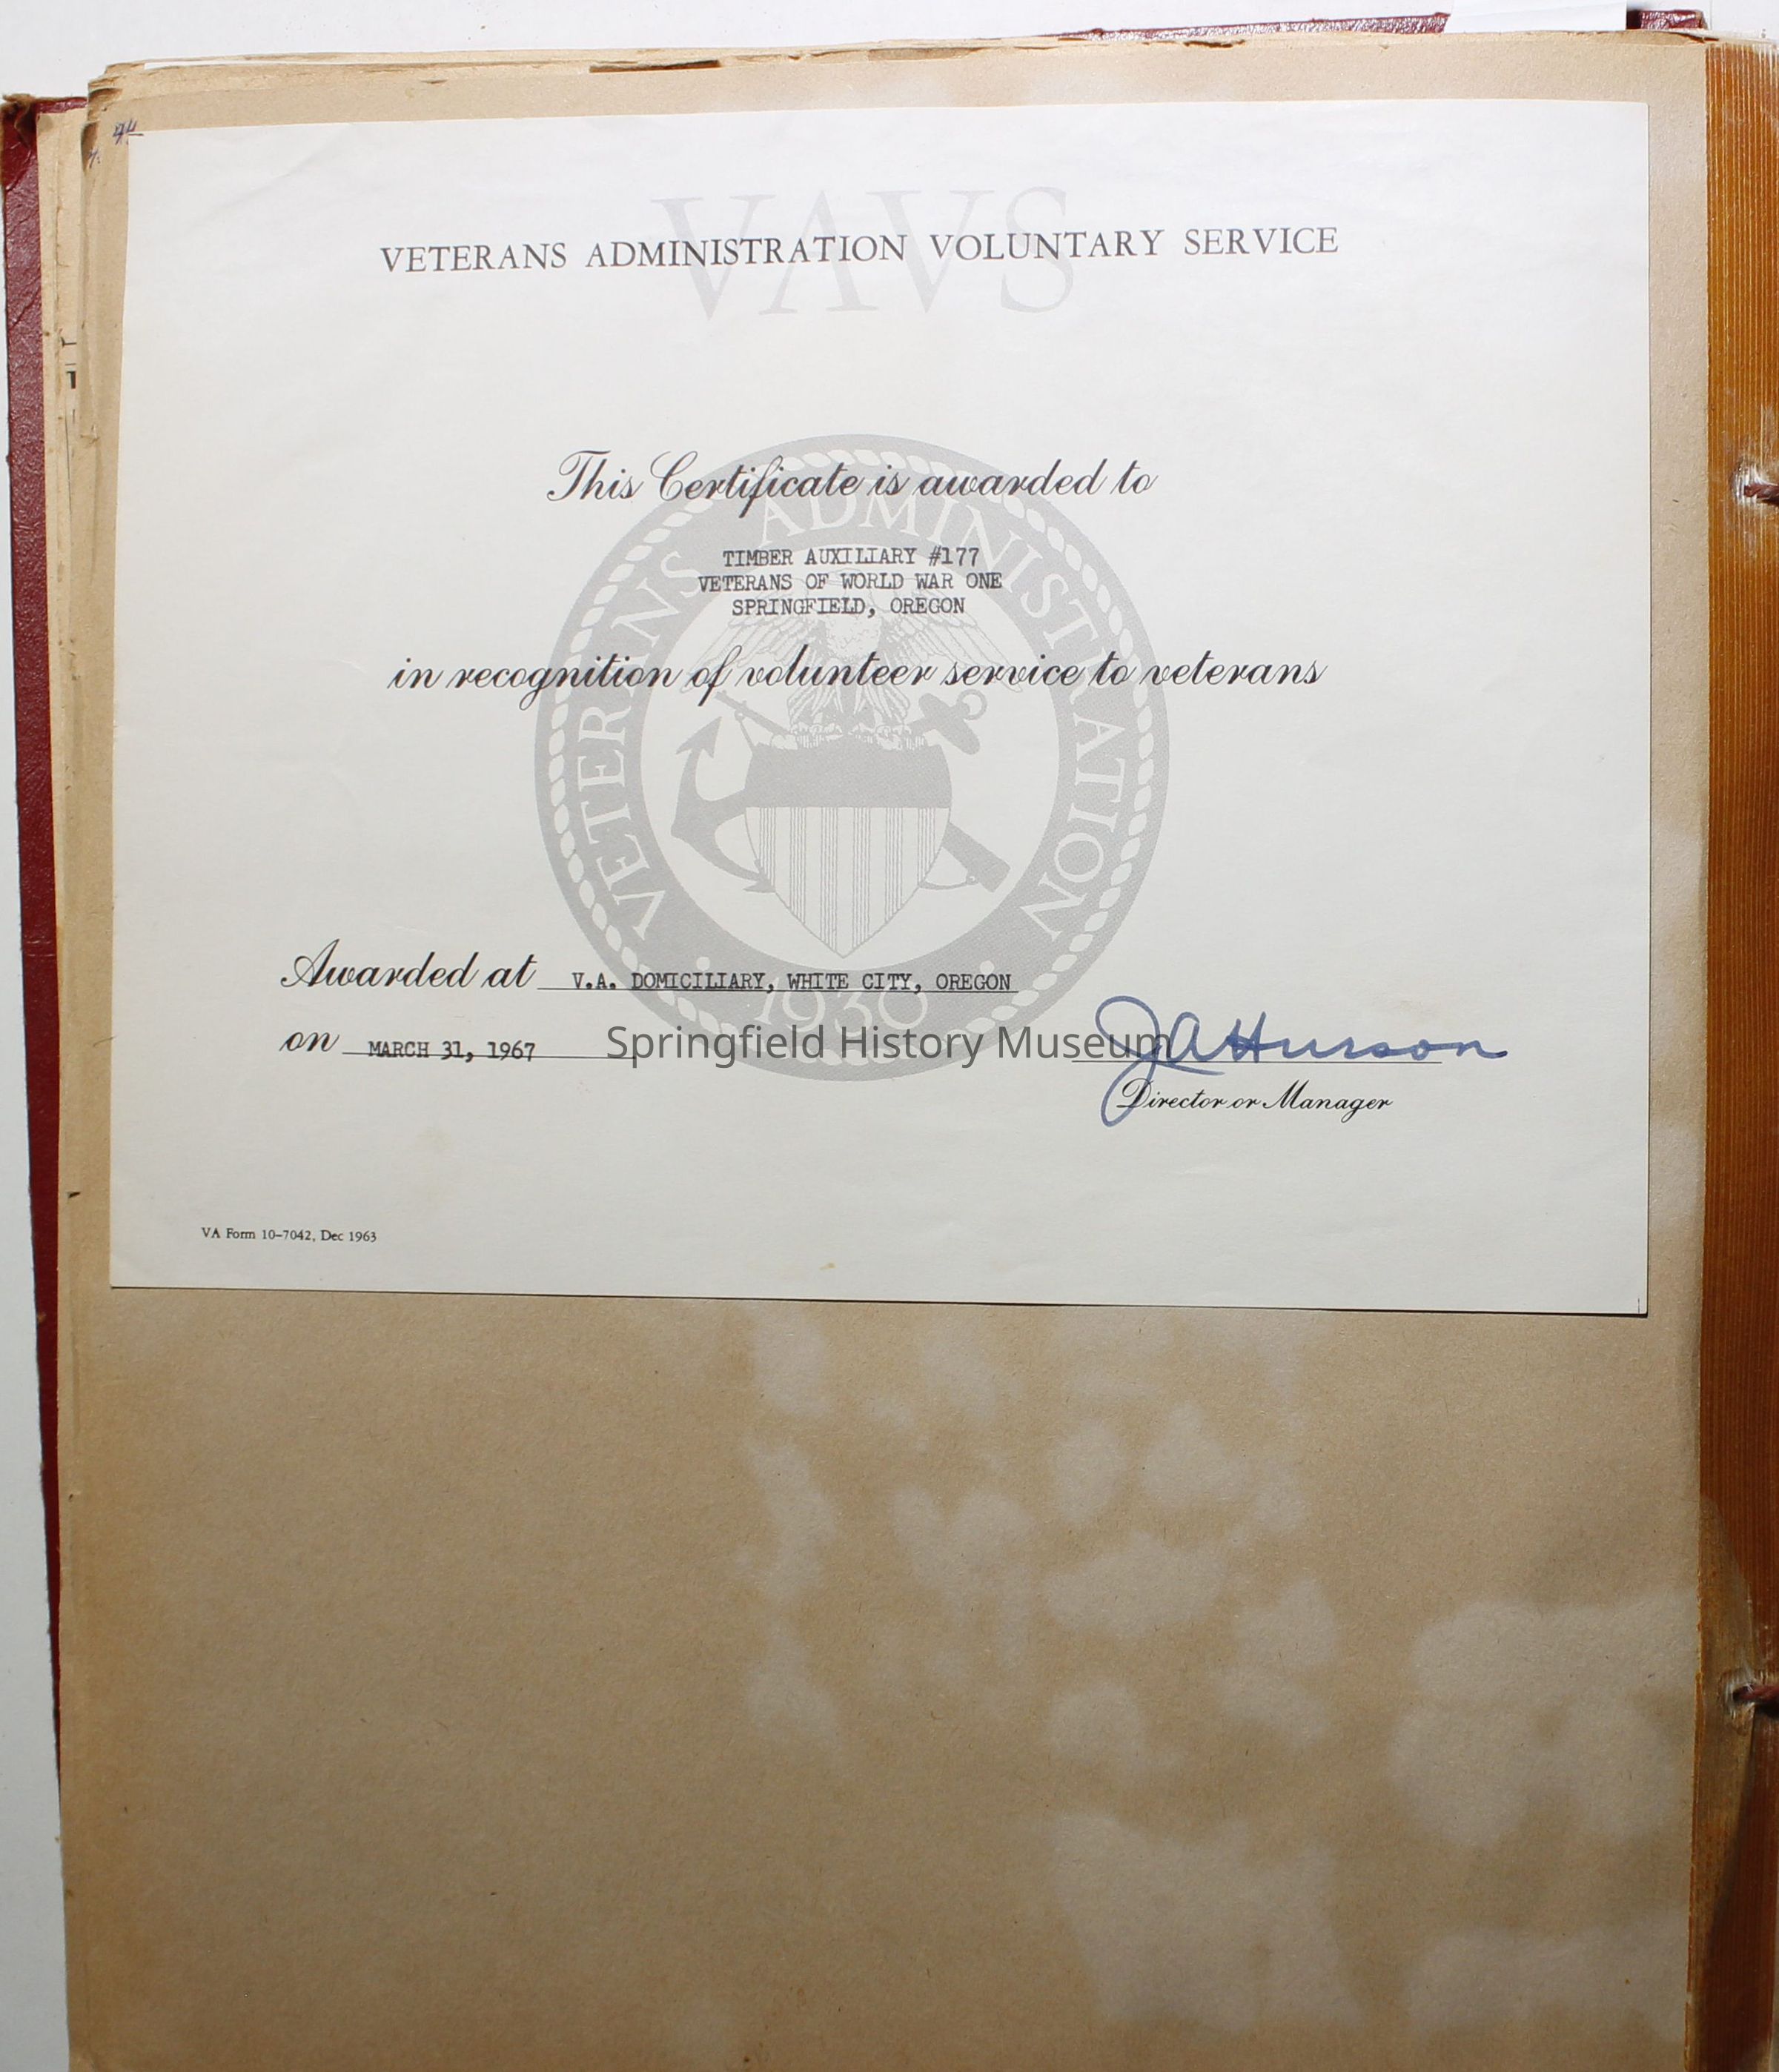 44
VAVS
VETERANS ADMINISTRATION VOLUNTARY SERVICE
This Certificate is awarded to
TIMBER AUXILIARY #177
VETERANS OF WORLD WAR ONE
SPRINGFIELD, OREGON
in recognition of volunteer service to veterans
VETERANS ADMINISTRATION
1930
Awarded at V.A. DOMICILIARY, WHITE CITY, OREGON
on MARCH 31, 1967
Springfield History Museum
JAHurson
Director or Manager
VA Form 10-7042, Dec 1963